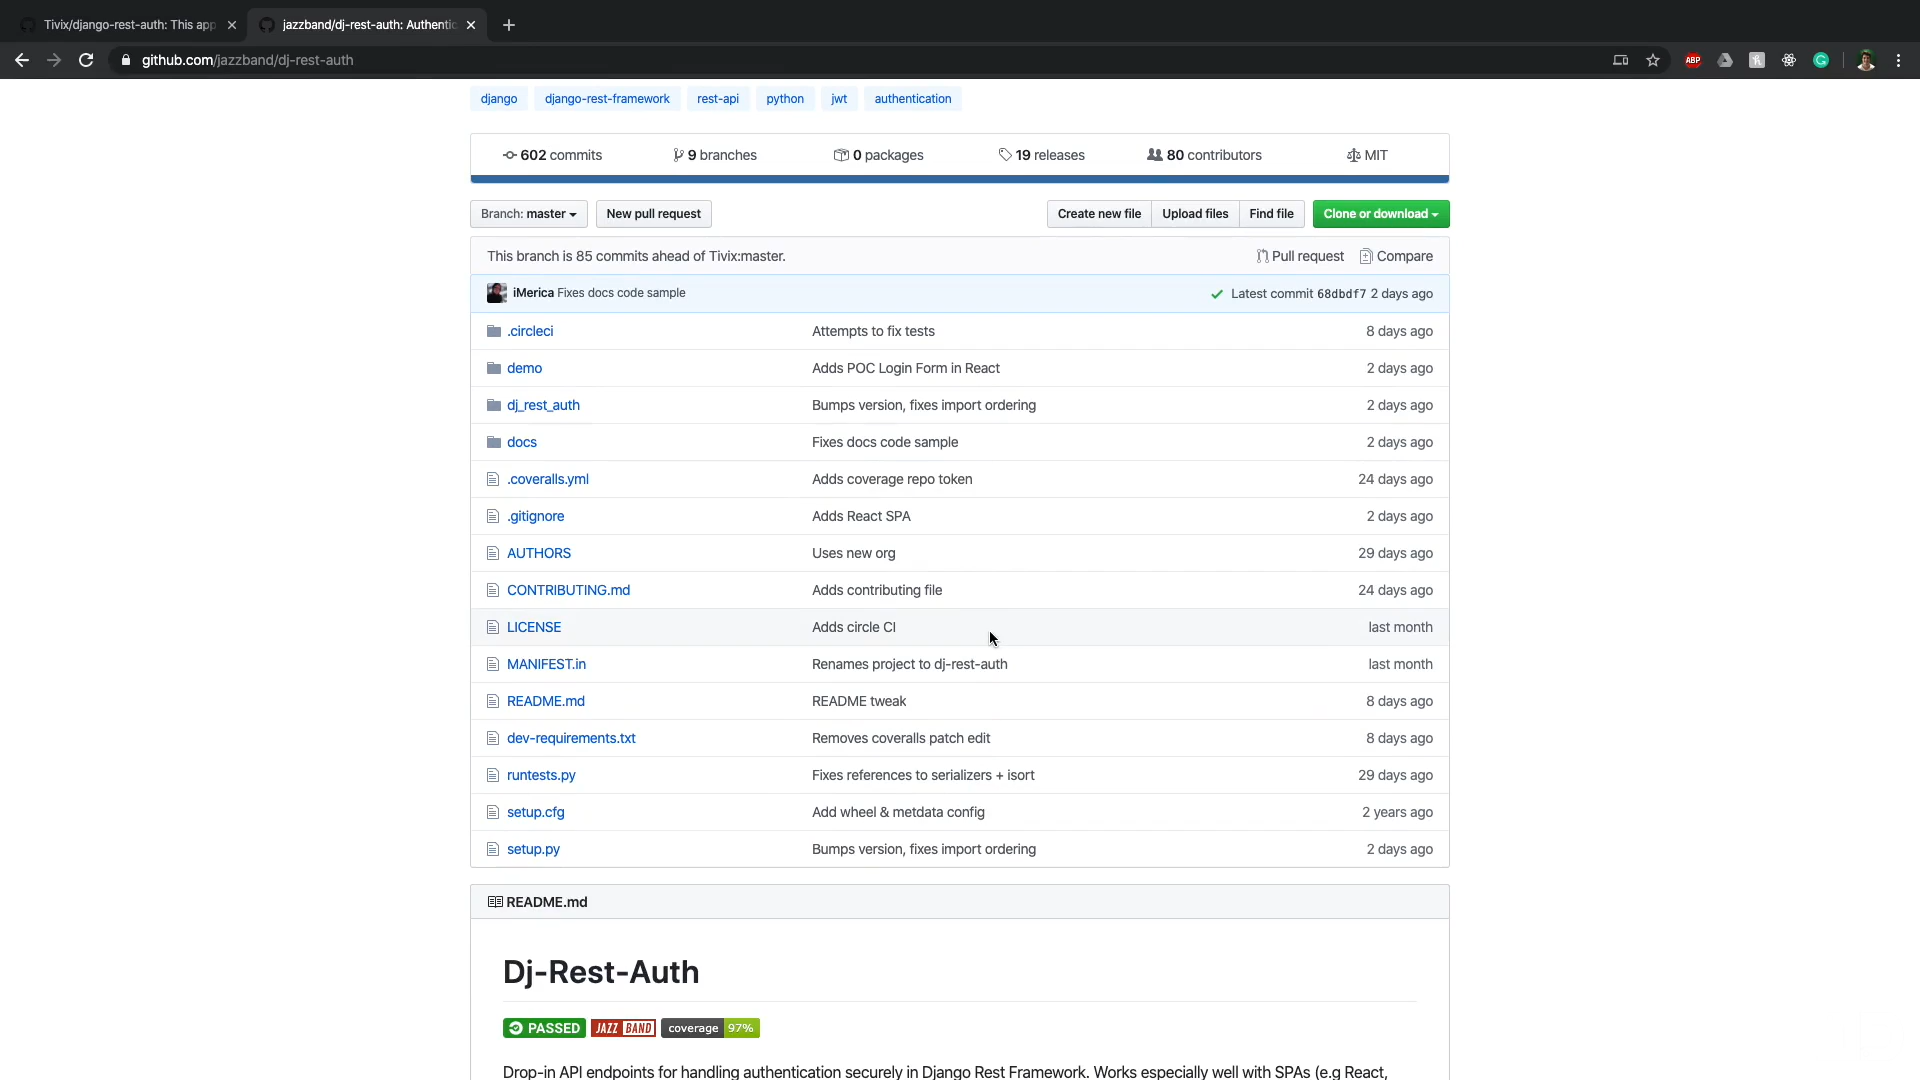 Tivix/django-rest-auth: This app
jazzband/dj-rest-auth: Authentic
github.com/jazzband/dj-rest-auth
ABP
django django-rest-framework rest-api python jwt authentication
602 commits 9 branches 0 packages 19 releases 80 contributors MIT
Branch: master New pull request Create new file Upload files Find file Clone or download
This branch is 85 commits ahead of Tivix:master. Pull request Compare
iMerica Fixes docs code sample Latest commit 68dbdf7 2 days ago
.circleci Attempts to fix tests 8 days ago
demo Adds POC Login Form in React 2 days ago
dj_rest_auth Bumps version, fixes import ordering 2 days ago
docs Fixes docs code sample 2 days ago
.coveralls.yml Adds coverage repo token 24 days ago
.gitignore Adds React SPA 2 days ago
AUTHORS Uses new org 29 days ago
CONTRIBUTING.md Adds contributing file 24 days ago
LICENSE Adds circle CI last month
MANIFEST.in Renames project to dj-rest-auth last month
README.md README tweak 8 days ago
dev-requirements.txt Removes coveralls patch edit 8 days ago
runtests.py Fixes references to serializers + isort 29 days ago
setup.cfg Add wheel & metdata config 2 years ago
setup.py Bumps version, fixes import ordering 2 days ago
README.md
Dj-Rest-Auth
PASSED JAZZ BAND coverage 97%
Drop-in API endpoints for handling authentication securely in Django Rest Framework. Works especially well with SPAs (e.g React,